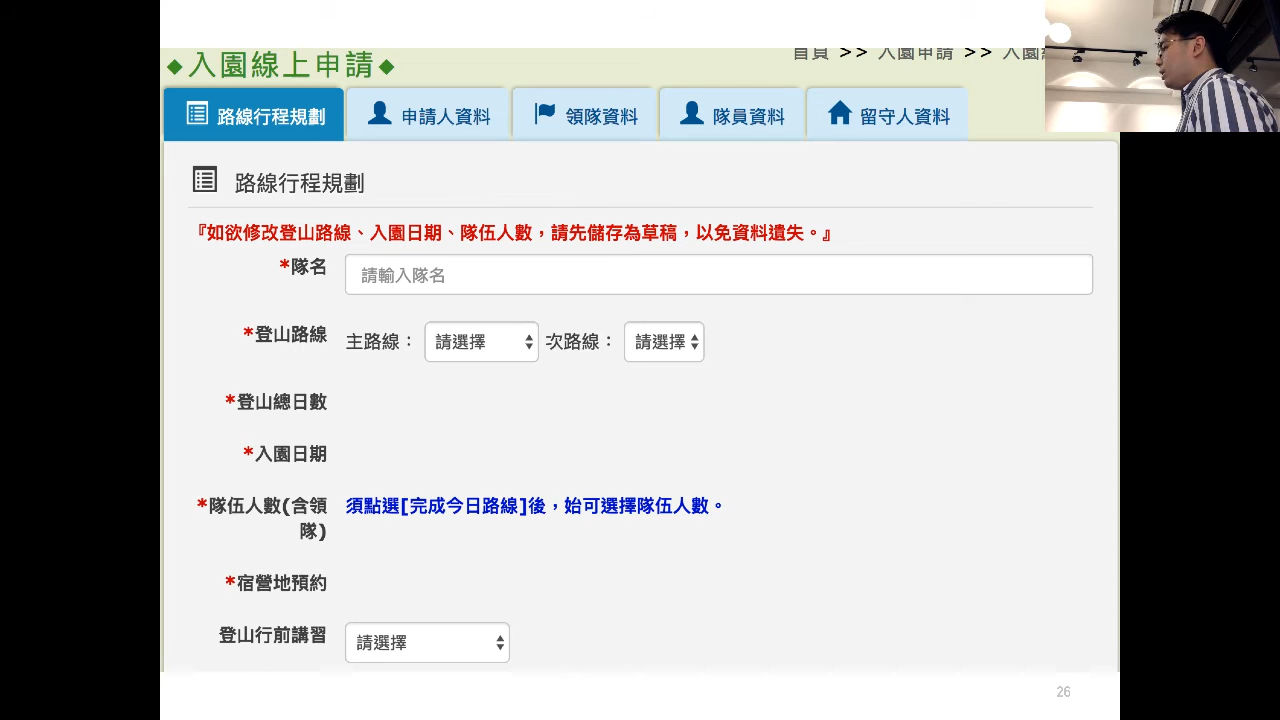 ◆入園線上申請◆
首頁 >> 入園申請 >> 入園
路線行程規劃 申請人資料 領隊資料 隊員資料 留守人資料
路線行程規劃
『如欲修改登山路線、入園日期、隊伍人數，請先儲存為草稿，以免資料遺失。』
*隊名 請輸入隊名
*登山路線 主路線： 請選擇 次路線： 請選擇
*登山總日數
*入園日期
*隊伍人數(含領 須點選[完成今日路線]後，始可選擇隊伍人數。
隊)
*宿營地預約
登山行前講習 請選擇
26